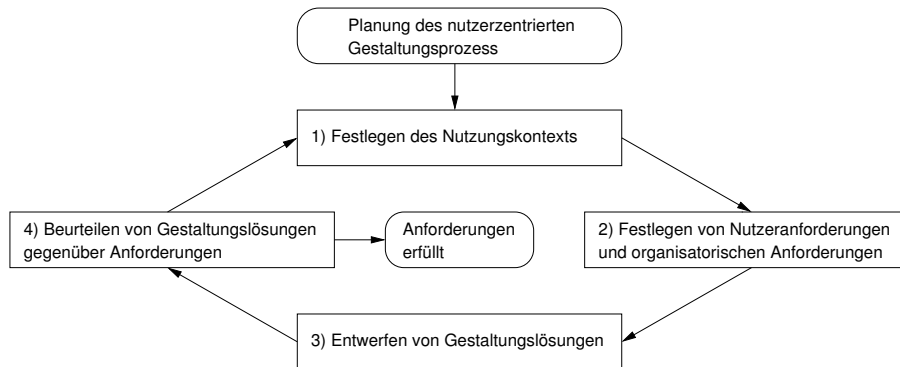 Planung des nutzerzentrierten
Gestaltungsprozess
1) Festlegen des Nutzungskontexts
4) Beurteilen von Gestaltungslösungen
gegenüber Anforderungen
Anforderungen
erfüllt
2) Festlegen von Nutzeranforderungen
und organisatorischen Anforderungen
3) Entwerfen von Gestaltungslösungen